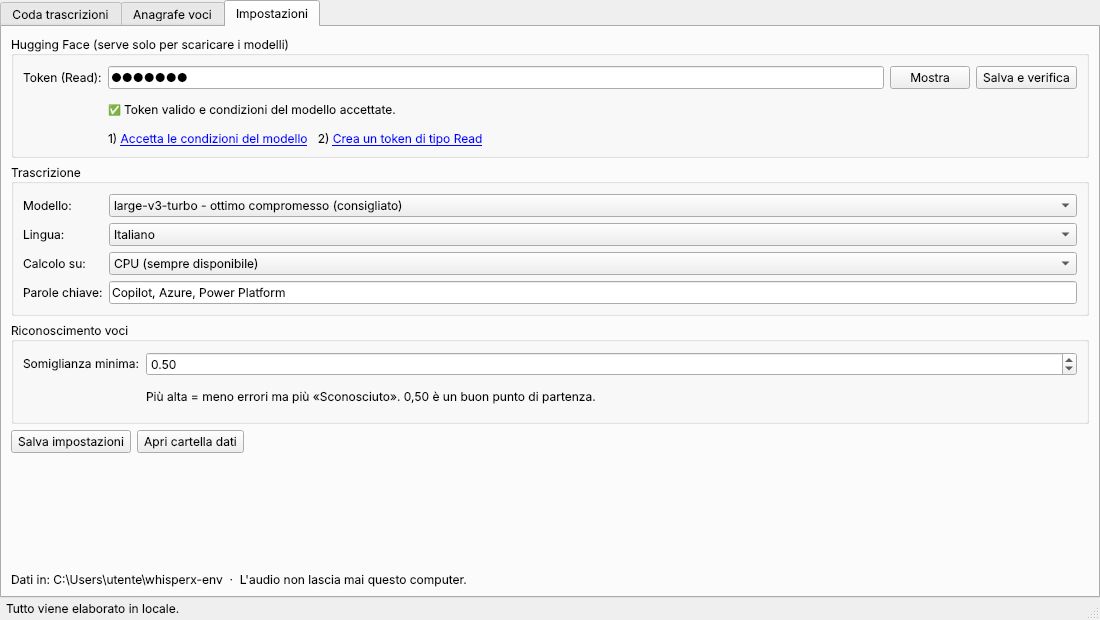 Coda trascrizioni Anagrafe voci Impostazioni
Hugging Face (serve solo per scaricare i modelli)
Token (Read): ●●●●●●● Mostra Salva e verifica
✅ Token valido e condizioni del modello accettate.
1) Accetta le condizioni del modello 2) Crea un token di tipo Read
Trascrizione
Modello: large-v3-turbo - ottimo compromesso (consigliato)
Lingua: Italiano
Calcolo su: CPU (sempre disponibile)
Parole chiave: Copilot, Azure, Power Platform
Riconoscimento voci
Somiglianza minima: 0.50
Più alta = meno errori ma più «Sconosciuto». 0,50 è un buon punto di partenza.
Salva impostazioni Apri cartella dati
Dati in: C:\Users\utente\whisperx-env · L'audio non lascia mai questo computer.
Tutto viene elaborato in locale.